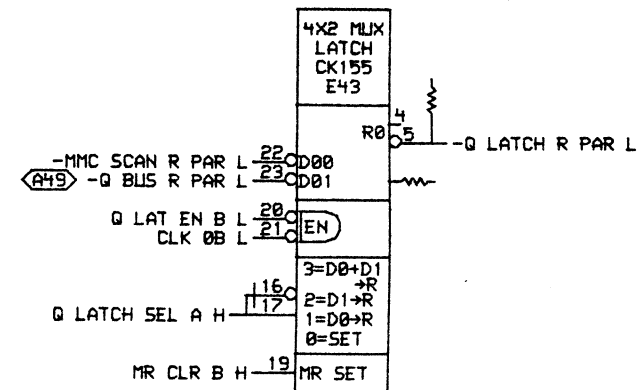 4X2 MUX
LATCH
CK155
E43
4
R0 5 -Q LATCH R PAR L
-MMC SCAN R PAR L 22 D00
A49 -Q BUS R PAR L 23 D01
Q LAT EN B L 20
EN
CLK 0B L 21
3=D0+D1
→R
16
2=D1→R
17
Q LATCH SEL A H
1=D0→R
0=SET
MR CLR B H 19 MR SET